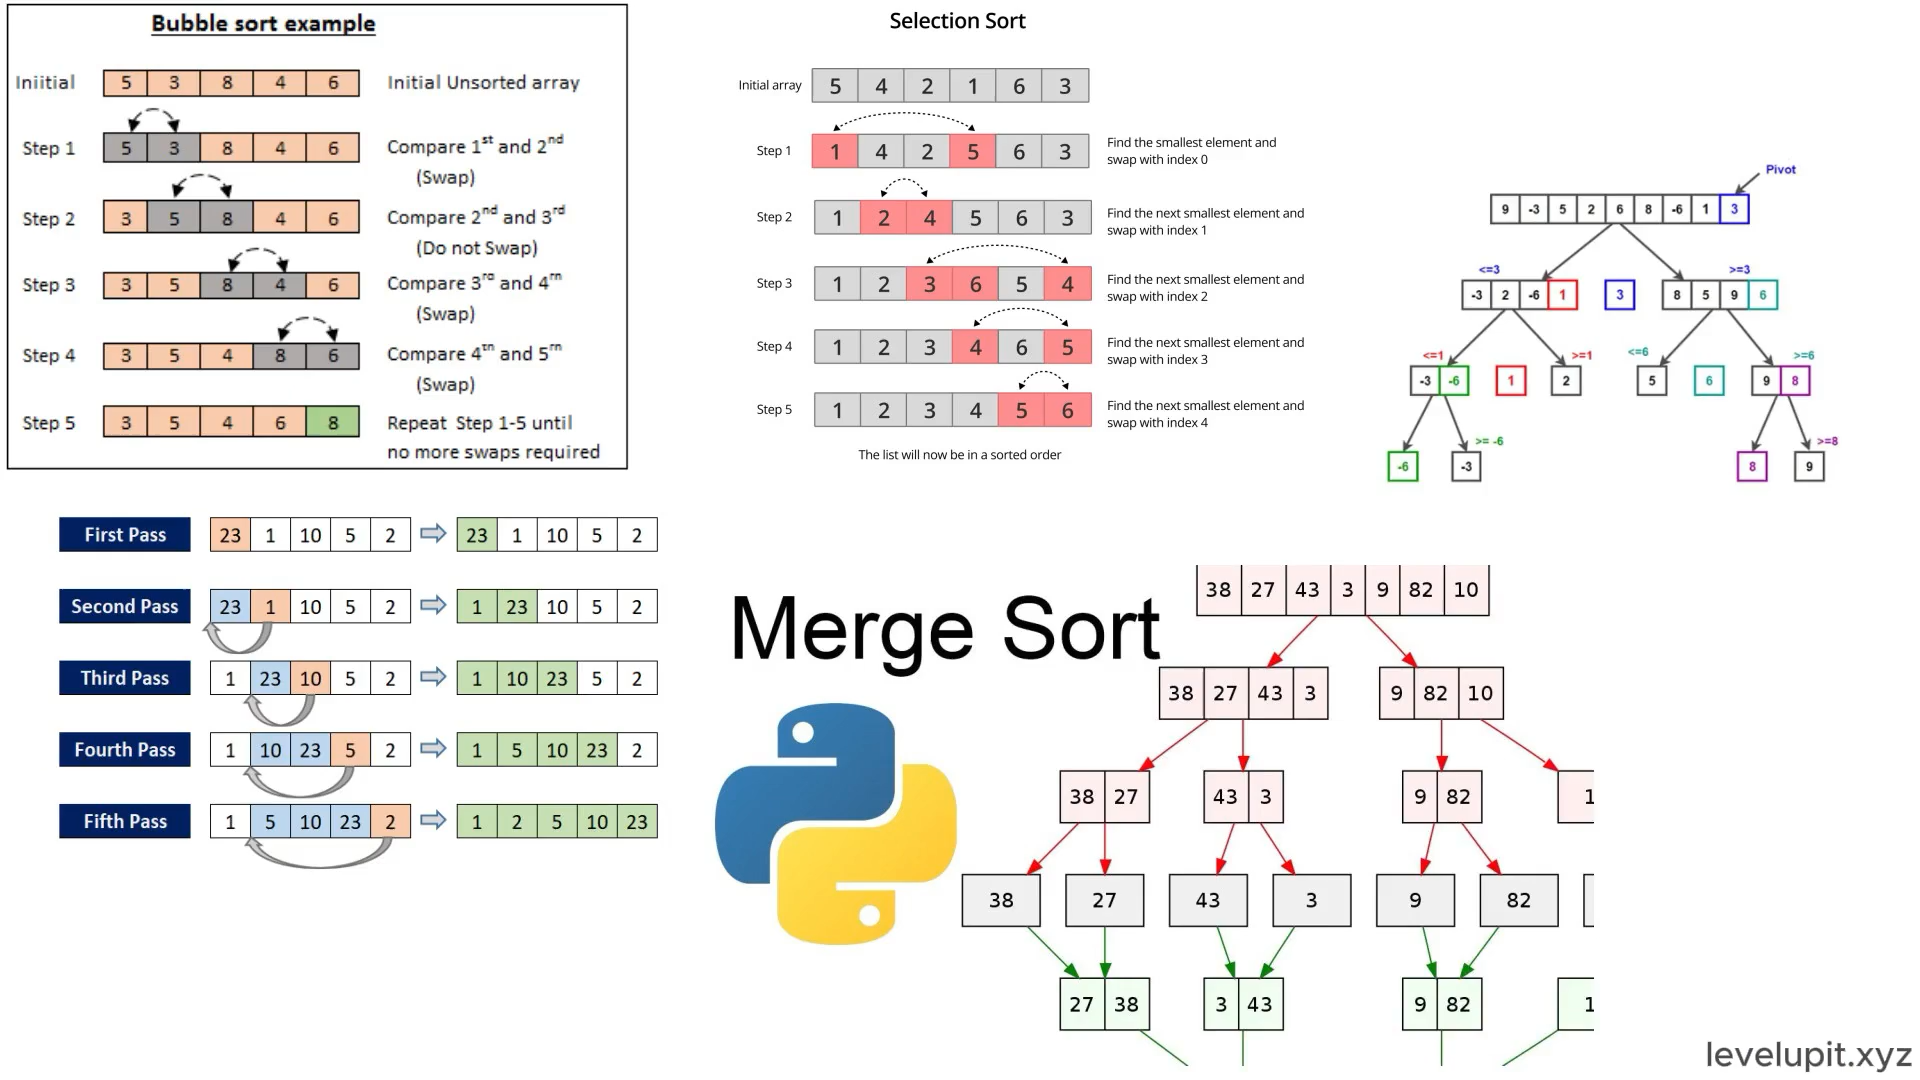 Bubble sort example
Iniitial 5 3 8 4 6 Initial Unsorted array
Step 1 5 3 8 4 6 Compare 1st and 2nd
(Swap)
Step 2 3 5 8 4 6 Compare 2nd and 3rd
(Do not Swap)
Step 3 3 5 8 4 6 Compare 3rd and 4rn
(Swap)
Step 4 3 5 4 8 6 Compare 4tn and 5rn
(Swap)
Step 5 3 5 4 6 8 Repeat Step 1-5 until
no more swaps required
Selection Sort
Initial array 5 4 2 1 6 3
Step 1 1 4 2 5 6 3 Find the smallest element and
swap with index 0
Step 2 1 2 4 5 6 3 Find the next smallest element and
swap with index 1
Step 3 1 2 3 6 5 4 Find the next smallest element and
swap with index 2
Step 4 1 2 3 4 6 5 Find the next smallest element and
swap with index 3
Step 5 1 2 3 4 5 6 Find the next smallest element and
swap with index 4
The list will now be in a sorted order
Pivot
9 -3 5 2 6 8 -6 1 3
<=3 >=3
-3 2 -6 1 3 8 5 9 6
<=1 >=1 <=6 >=6
-3 -6 1 2 5 6 9 8
>= -6 >=8
-6 -3 8 9
First Pass 23 1 10 5 2 23 1 10 5 2
Second Pass 23 1 10 5 2 1 23 10 5 2
Third Pass 1 23 10 5 2 1 10 23 5 2
Fourth Pass 1 10 23 5 2 1 5 10 23 2
Fifth Pass 1 5 10 23 2 1 2 5 10 23
Merge Sort
38 27 43 3 9 82 10
38 27 43 3 9 82 10
38 27 43 3 9 82 1
38 27 43 3 9 82
27 38 3 43 9 82 1
levelupit.xyz